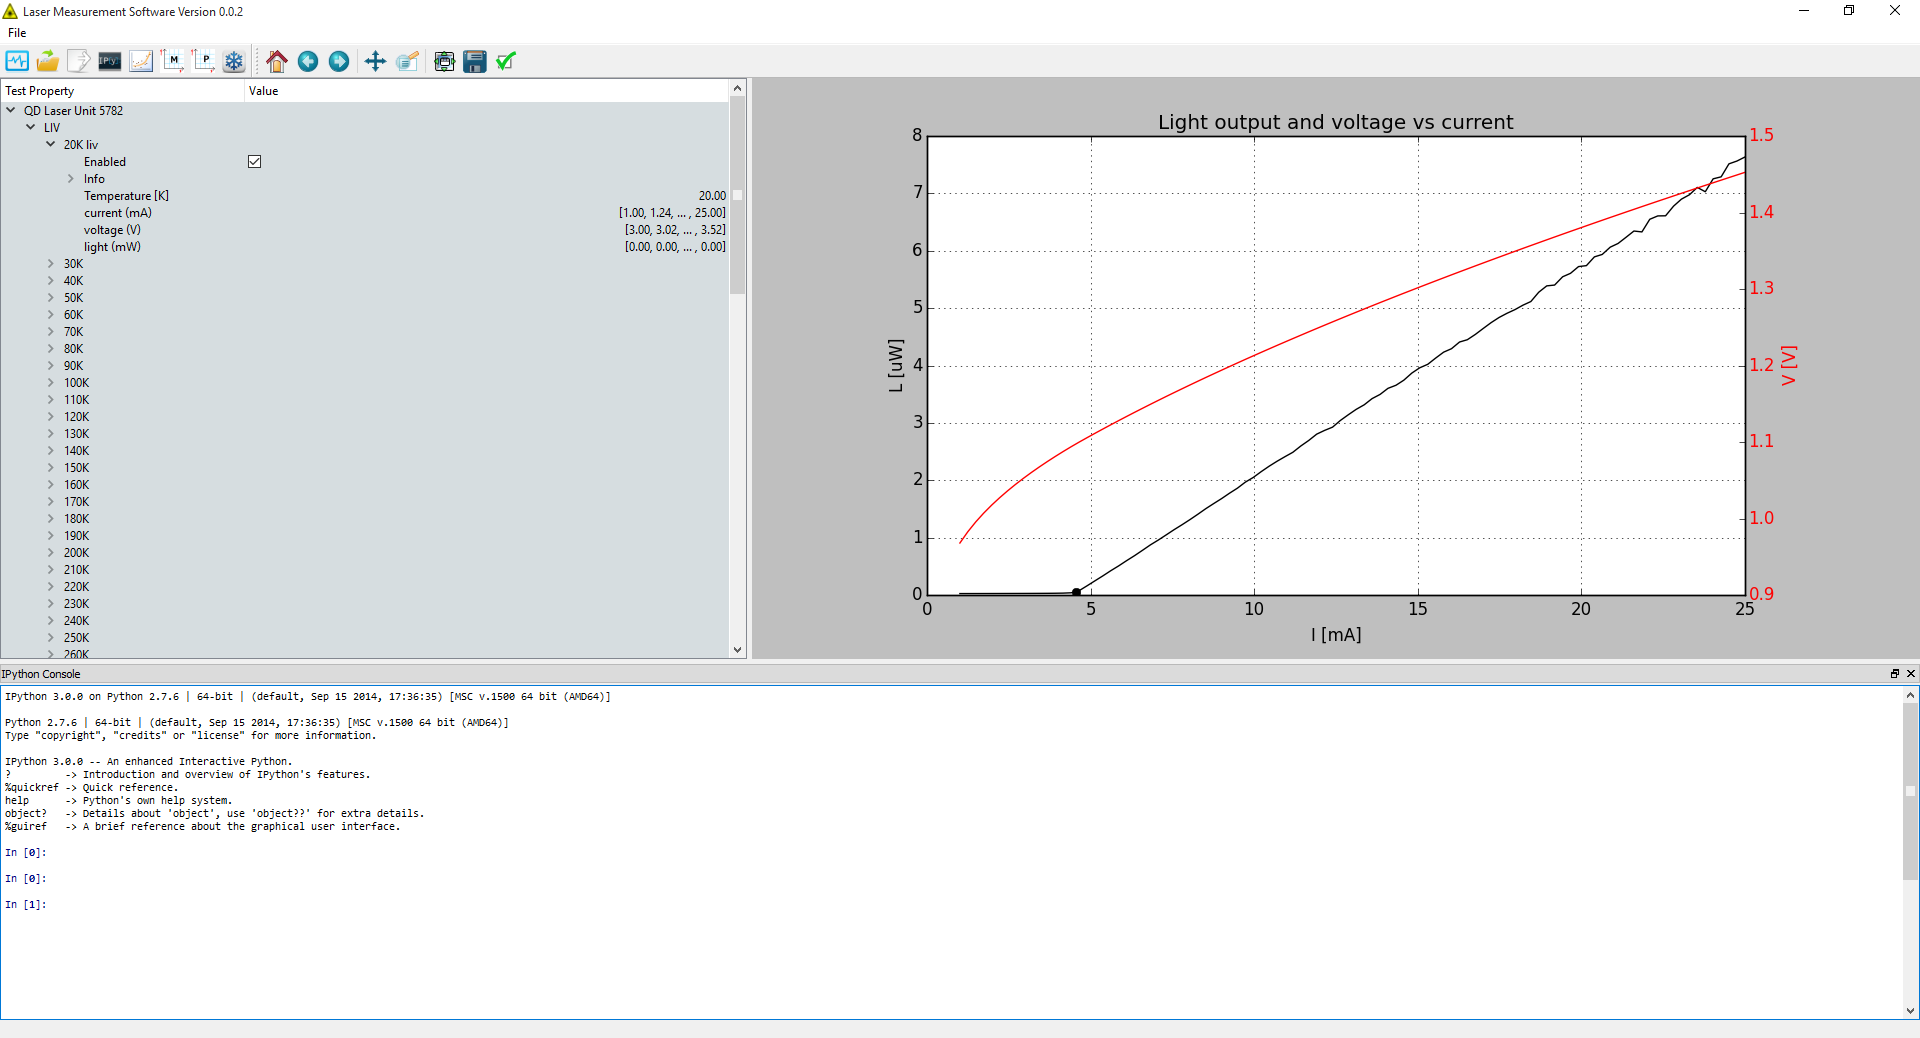 Laser Measurement Software Version 0.0.2
File
IPy:
M
P
Test Property Value
QD Laser Unit 5782
LIV
20K liv
Enabled
Info
Temperature [K] 20.00
current (mA) [1.00, 1.24, ... , 25.00]
voltage (V) [3.00, 3.02, ... , 3.52]
light (mW) [0.00, 0.00, ... , 0.00]
30K
40K
50K
60K
70K
80K
90K
100K
110K
120K
130K
140K
150K
160K
170K
180K
190K
200K
210K
220K
230K
240K
250K
260K
Light output and voltage vs current
8
7
6
5
4
3
2
1
0
L [uW]
1.5
1.4
1.3
1.2
1.1
1.0
0.9
V [V]
0 5 10 15 20 25
I [mA]
IPython Console
IPython 3.0.0 on Python 2.7.6 | 64-bit | (default, Sep 15 2014, 17:36:35) [MSC v.1500 64 bit (AMD64)]
Python 2.7.6 | 64-bit | (default, Sep 15 2014, 17:36:35) [MSC v.1500 64 bit (AMD64)]
Type "copyright", "credits" or "license" for more information.
IPython 3.0.0 -- An enhanced Interactive Python.
? -> Introduction and overview of IPython's features.
%quickref -> Quick reference.
help -> Python's own help system.
object? -> Details about 'object', use 'object??' for extra details.
%guiref -> A brief reference about the graphical user interface.
In [0]:
In [0]:
In [1]: